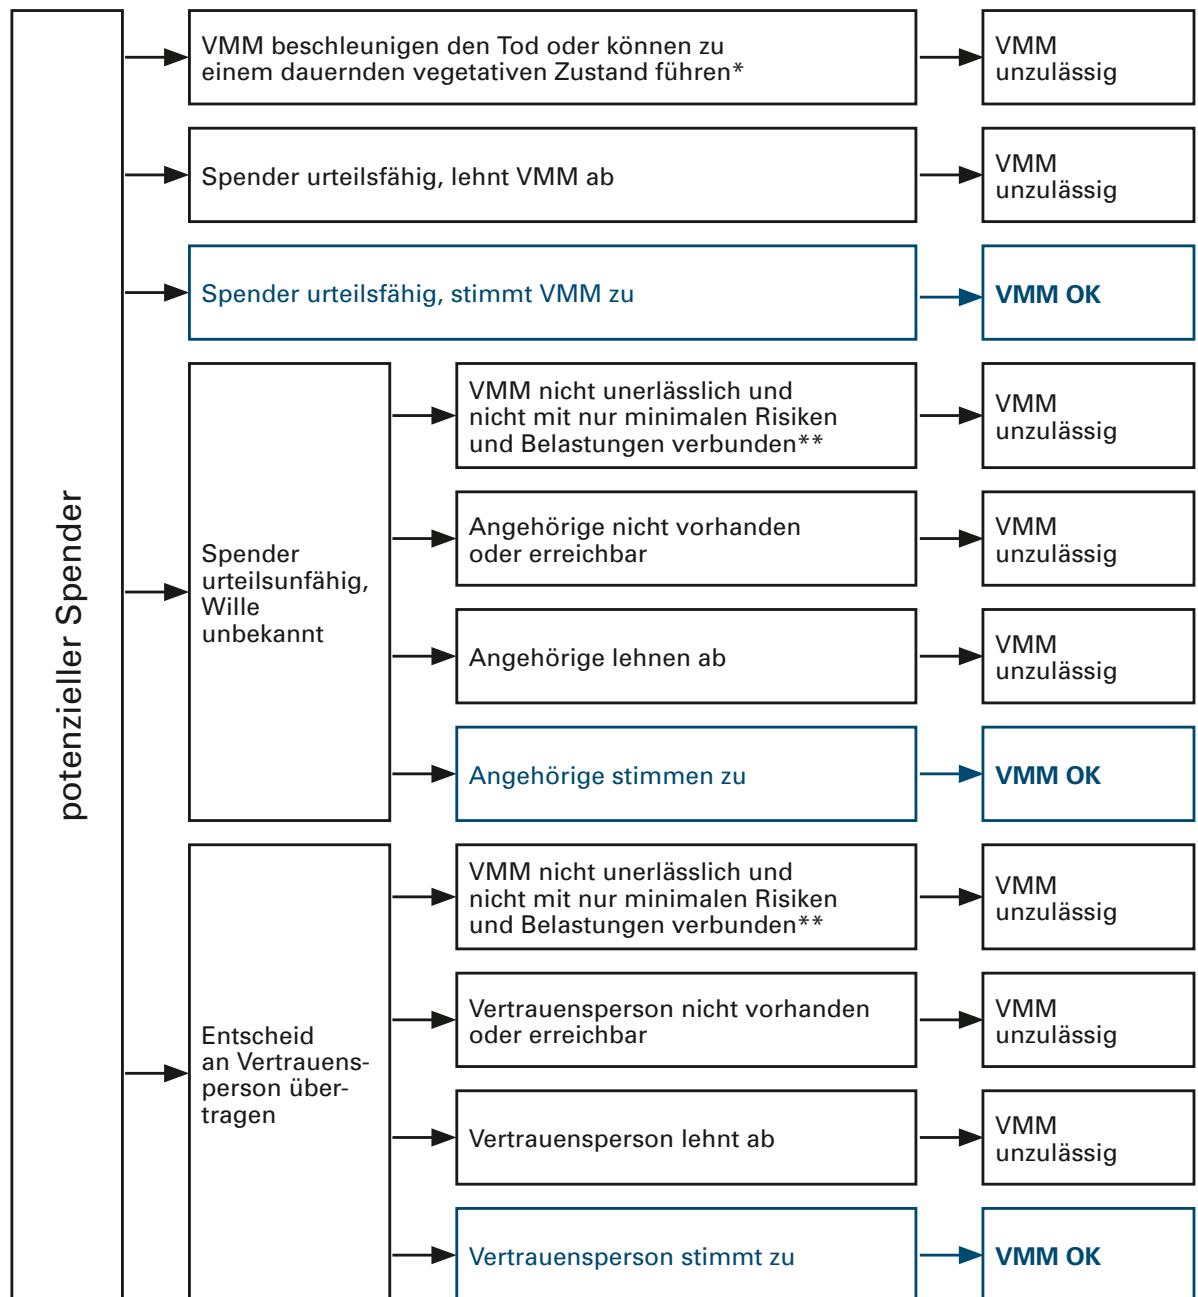 potenzieller Spender
VMM beschleunigen den Tod oder können zu
einem dauernden vegetativen Zustand führen*
VMM
unzulässig
Spender urteilsfähig, lehnt VMM ab
VMM
unzulässig
Spender urteilsfähig, stimmt VMM zu
VMM OK
Spender
urteilsunfähig,
Wille
unbekannt
VMM nicht unerlässlich und
nicht mit nur minimalen Risiken
und Belastungen verbunden**
VMM
unzulässig
Angehörige nicht vorhanden
oder erreichbar
VMM
unzulässig
Angehörige lehnen ab
VMM
unzulässig
Angehörige stimmen zu
VMM OK
Entscheid
an Vertrauens-
person über-
tragen
VMM nicht unerlässlich und
nicht mit nur minimalen Risiken
und Belastungen verbunden**
VMM
unzulässig
Vertrauensperson nicht vorhanden
oder erreichbar
VMM
unzulässig
Vertrauensperson lehnt ab
VMM
unzulässig
Vertrauensperson stimmt zu
VMM OK